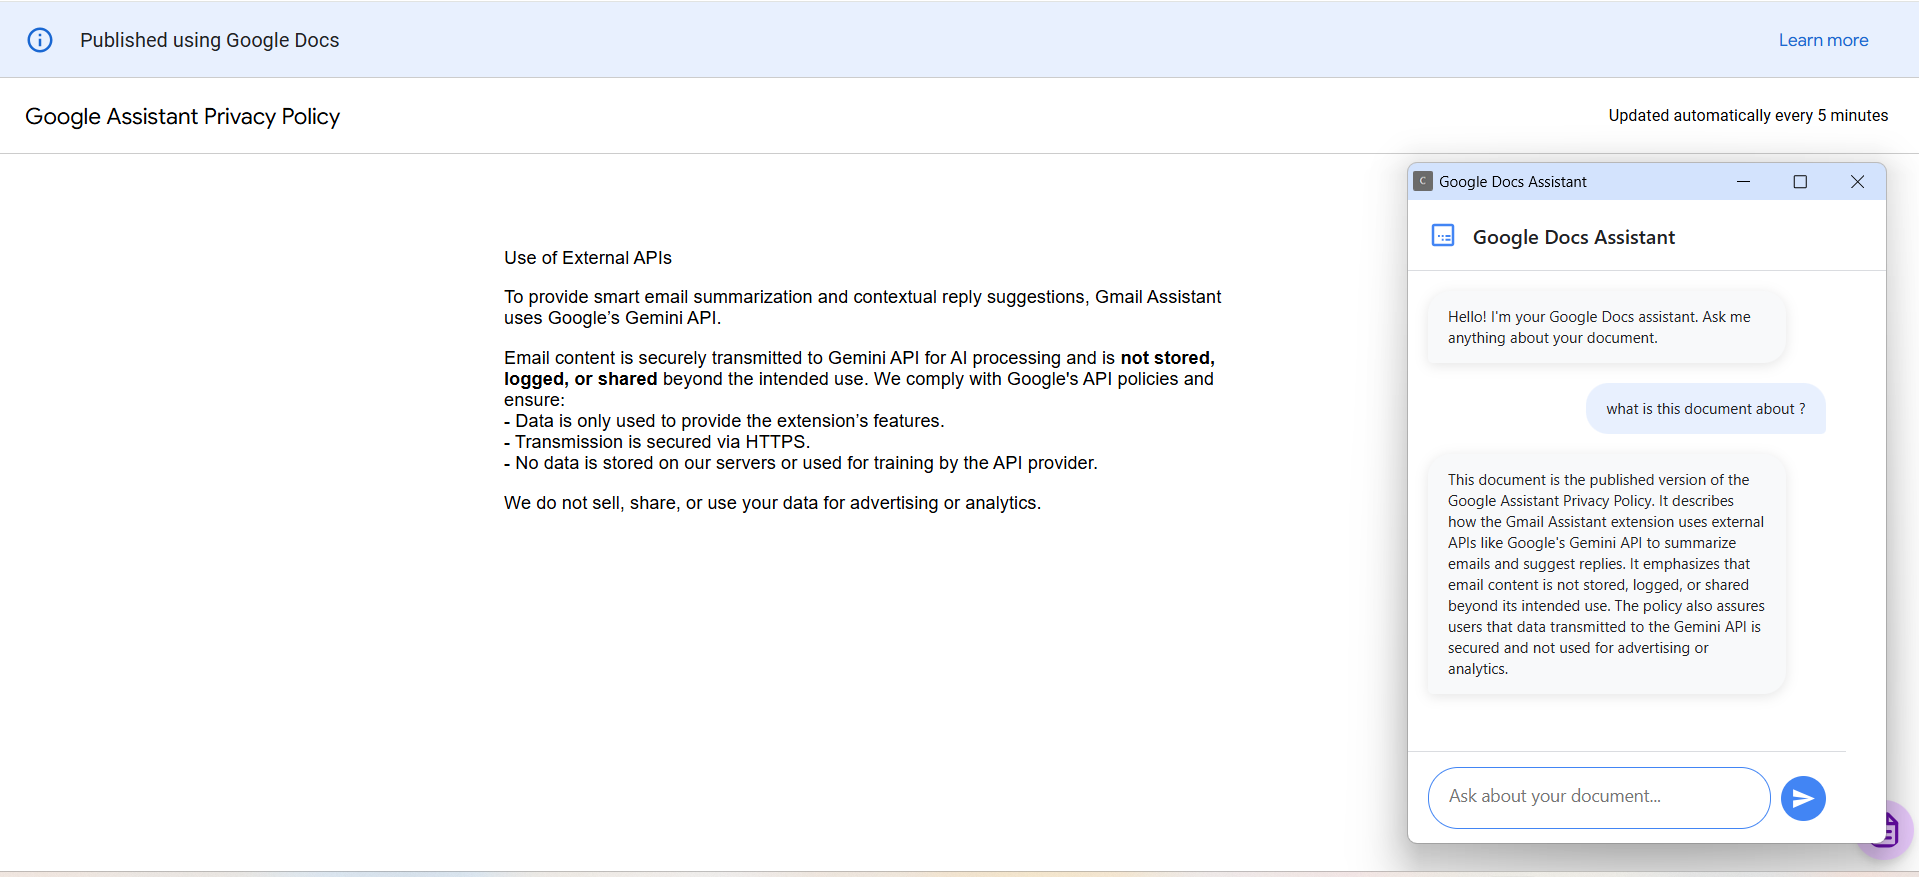 Published using Google Docs
Learn more
Google Assistant Privacy Policy
Updated automatically every 5 minutes
Use of External APIs
To provide smart email summarization and contextual reply suggestions, Gmail Assistant
uses Google’s Gemini API.
Email content is securely transmitted to Gemini API for AI processing and is not stored,
logged, or shared beyond the intended use. We comply with Google's API policies and
ensure:
- Data is only used to provide the extension’s features.
- Transmission is secured via HTTPS.
- No data is stored on our servers or used for training by the API provider.
We do not sell, share, or use your data for advertising or analytics.
C
Google Docs Assistant
Google Docs Assistant
Hello! I'm your Google Docs assistant. Ask me
anything about your document.
what is this document about ?
This document is the published version of the
Google Assistant Privacy Policy. It describes
how the Gmail Assistant extension uses external
APIs like Google's Gemini API to summarize
emails and suggest replies. It emphasizes that
email content is not stored, logged, or shared
beyond its intended use. The policy also assures
users that data transmitted to the Gemini API is
secured and not used for advertising or
analytics.
Ask about your document...